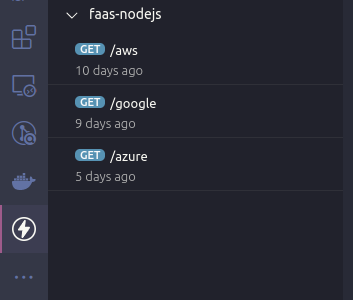 faas-nodejs
GET /aws
10 days ago
GET /google
9 days ago
GET /azure
5 days ago